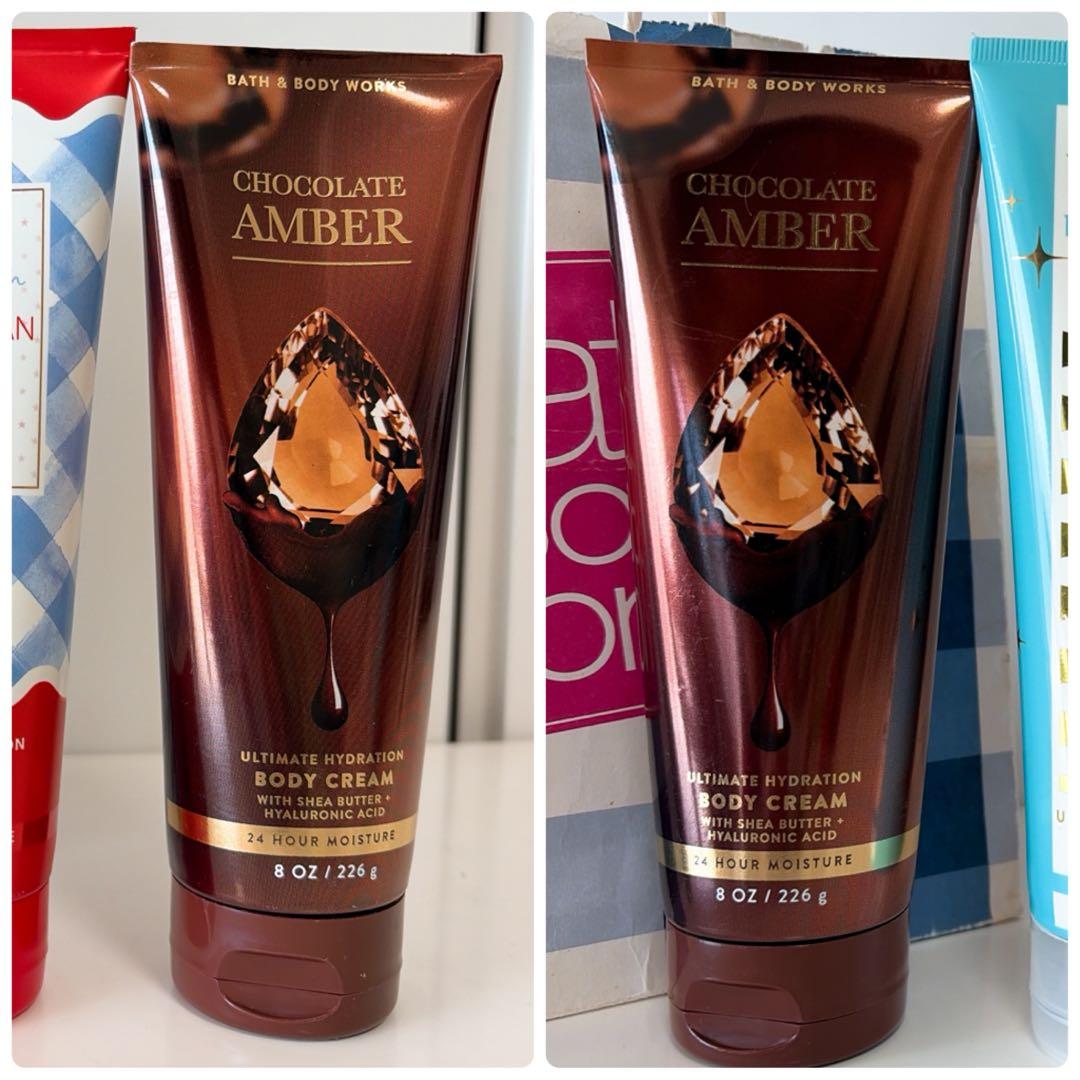 BATH & BODY WORKS
CHOCOLATE
AMBER
ULTIMATE HYDRATION
BODY CREAM
WITH SHEA BUTTER +
HYALURONIC ACID
24 HOUR MOISTURE
8 OZ / 226 g
AN
ON
E
BATH & BODY WORKS
CHOCOLATE
AMBER
ULTIMATE HYDRATION
BODY CREAM
WITH SHEA BUTTER +
HYALURONIC ACID
24 HOUR MOISTURE
8 OZ / 226 g
U